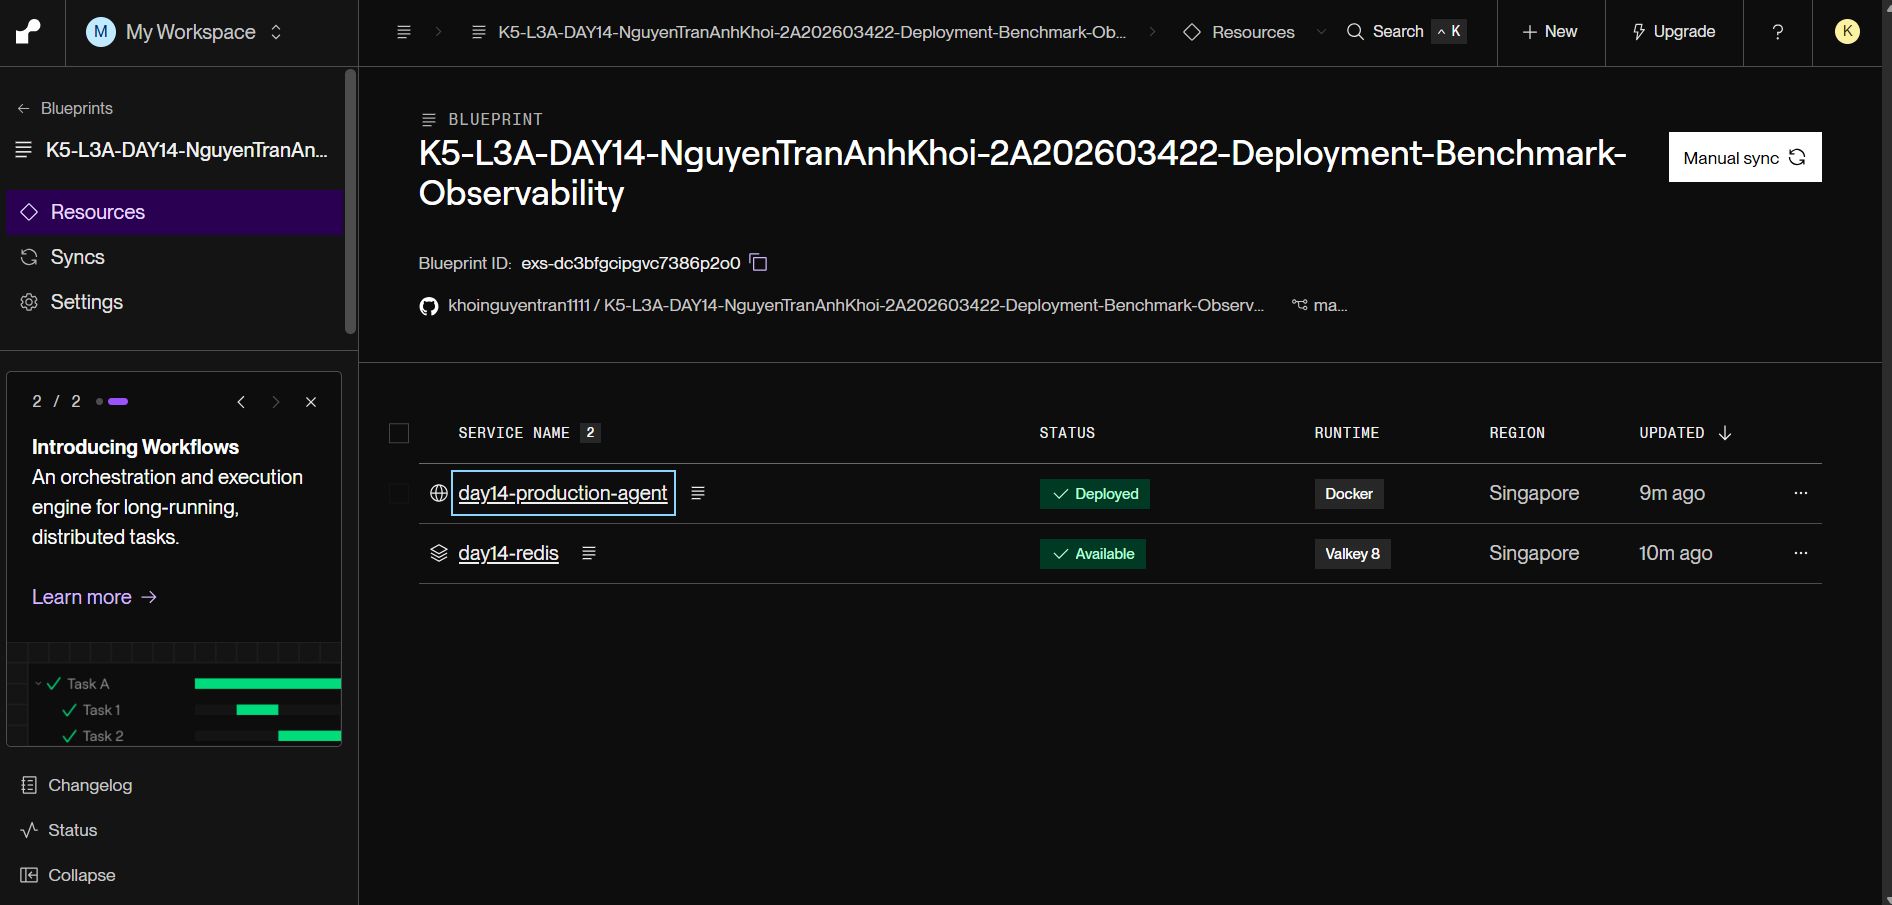 M My Workspace
K5-L3A-DAY14-NguyenTranAnhKhoi-2A202603422-Deployment-Benchmark-Ob...
Resources
Search
^ K
+ New
Upgrade
?
K
Blueprints
K5-L3A-DAY14-NguyenTranAn...
Resources
Syncs
Settings
2 / 2
Introducing Workflows
An orchestration and execution
engine for long-running,
distributed tasks.
Learn more
Task A
Task 1
Task 2
Changelog
Status
Collapse
BLUEPRINT
K5-L3A-DAY14-NguyenTranAnhKhoi-2A202603422-Deployment-Benchmark-
Observability
Manual sync
Blueprint ID: exs-dc3bfgcipgvc7386p2o0
khoinguyentran1111 / K5-L3A-DAY14-NguyenTranAnhKhoi-2A202603422-Deployment-Benchmark-Observ...
ma...
SERVICE NAME 2 STATUS RUNTIME REGION UPDATED
day14-production-agent Deployed Docker Singapore 9m ago ...
day14-redis Available Valkey 8 Singapore 10m ago ...